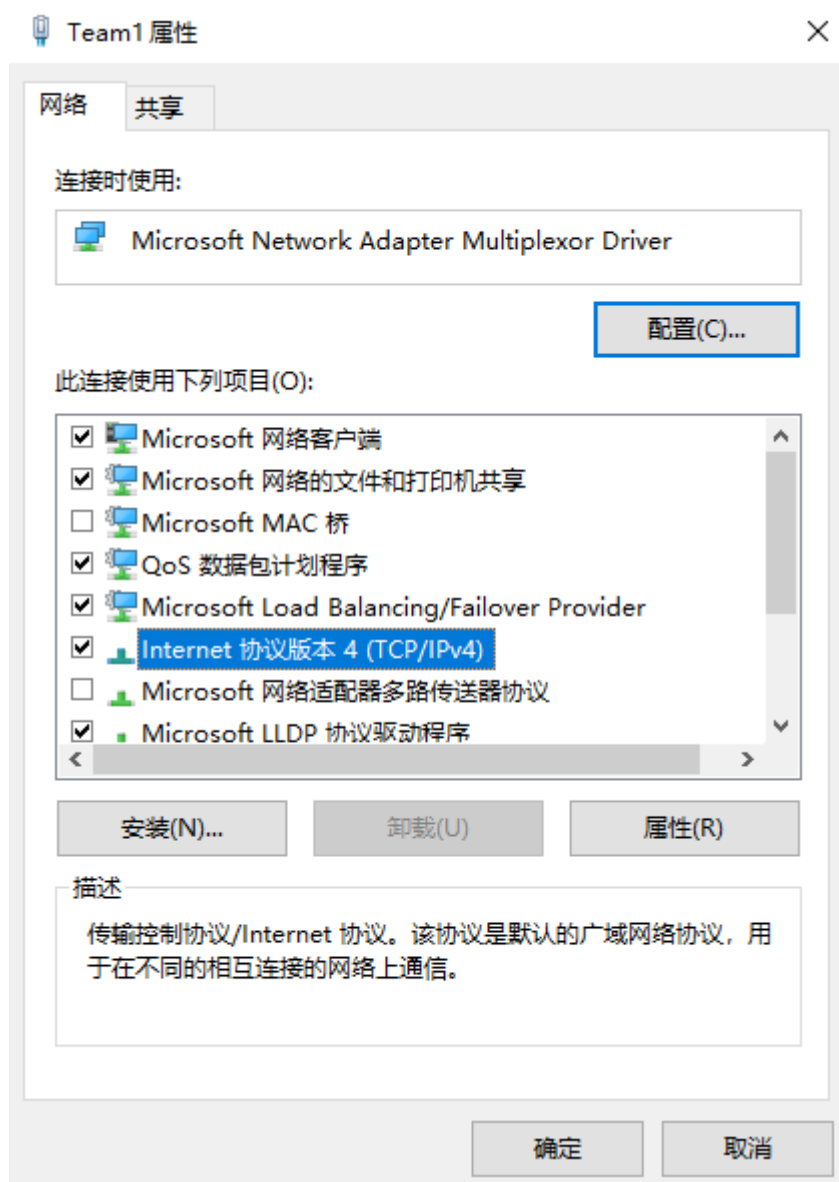 Team1 属性
网络
共享
连接时使用:
Microsoft Network Adapter Multiplexor Driver
配置(C)...
此连接使用下列项目(O):
Microsoft 网络客户端
Microsoft 网络的文件和打印机共享
Microsoft MAC 桥
QoS 数据包计划程序
Microsoft Load Balancing/Failover Provider
Internet 协议版本 4 (TCP/IPv4)
Microsoft 网络适配器多路传送器协议
Microsoft LLDP 协议驱动程序
安装(N)...
卸载(U)
属性(R)
描述
传输控制协议/Internet 协议。该协议是默认的广域网络协议，用
于在不同的相互连接的网络上通信。
确定
取消